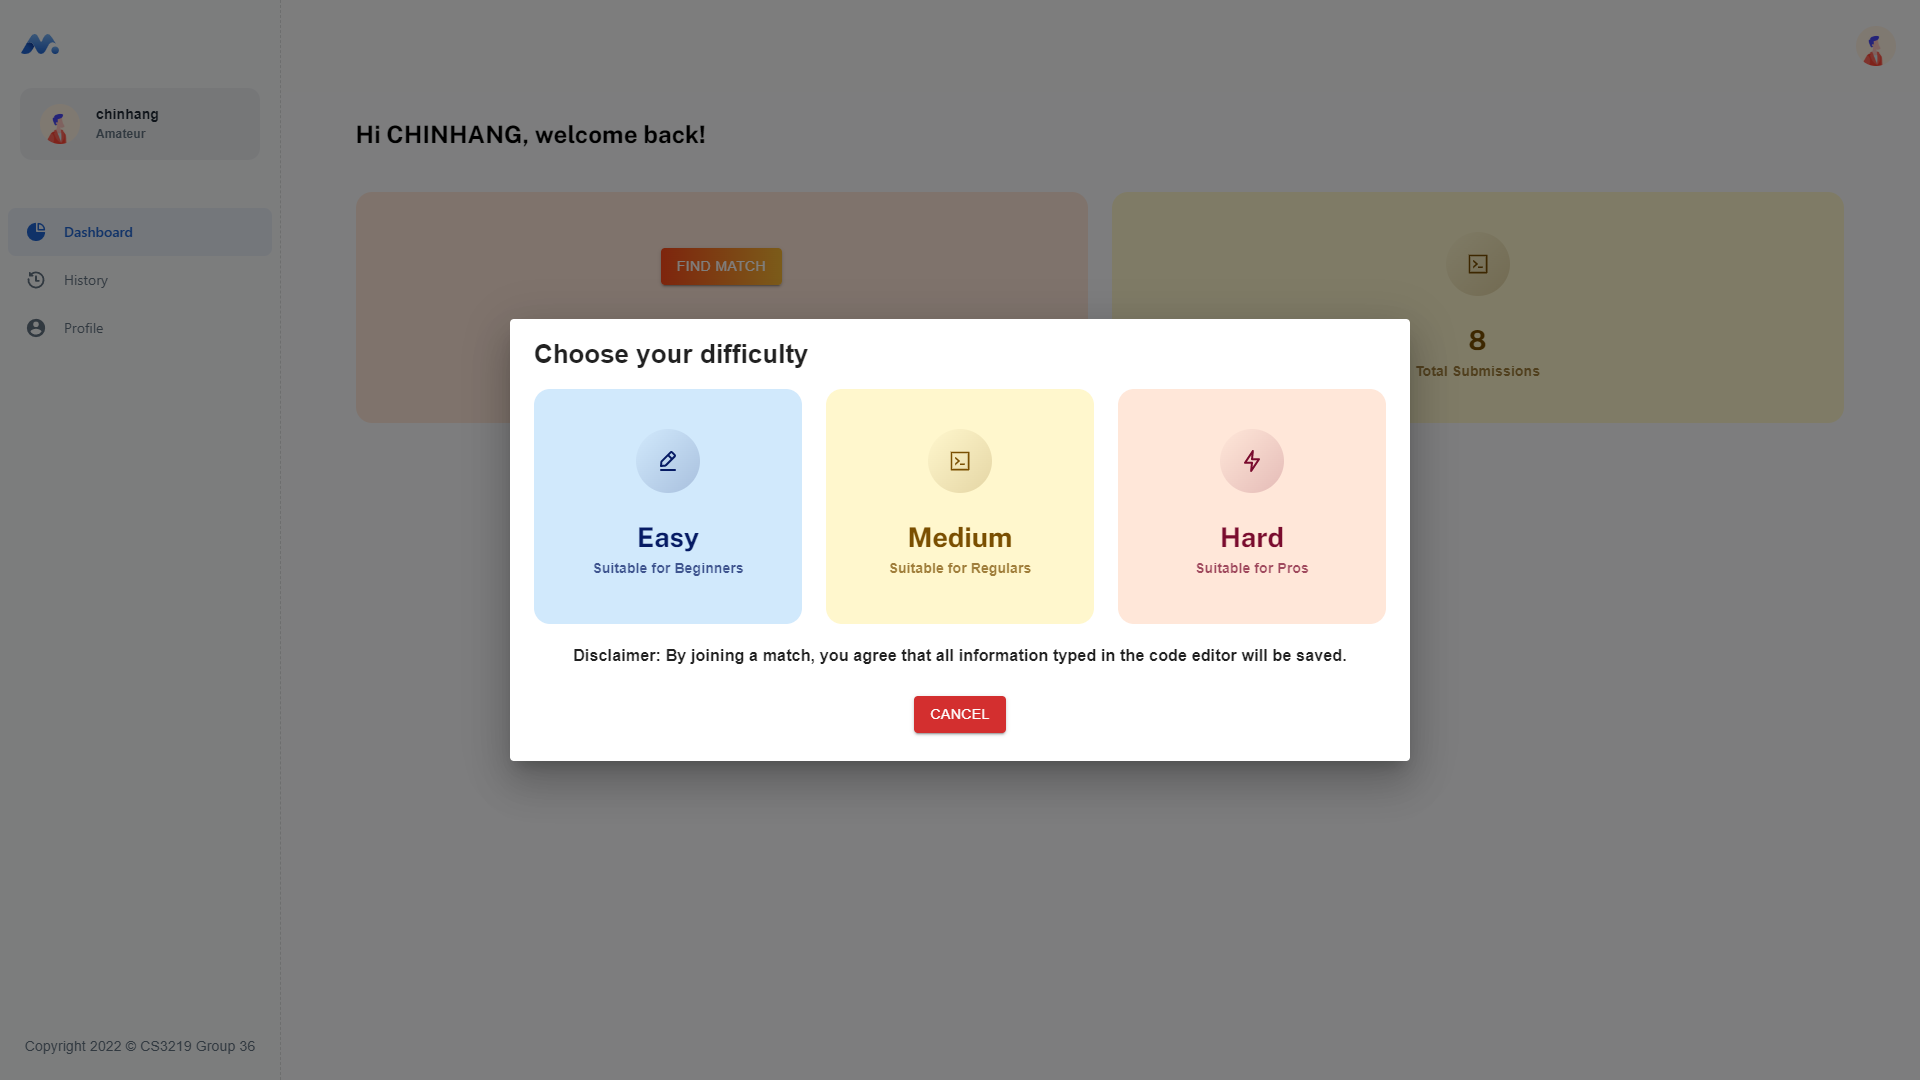 chinhang
Amateur
Dashboard
History
Profile
Copyright 2022 © CS3219 Group 36
Hi CHINHANG, welcome back!
FIND MATCH
8
Total Submissions
Choose your difficulty
Easy
Suitable for Beginners
Medium
Suitable for Regulars
Hard
Suitable for Pros
Disclaimer: By joining a match, you agree that all information typed in the code editor will be saved.
CANCEL